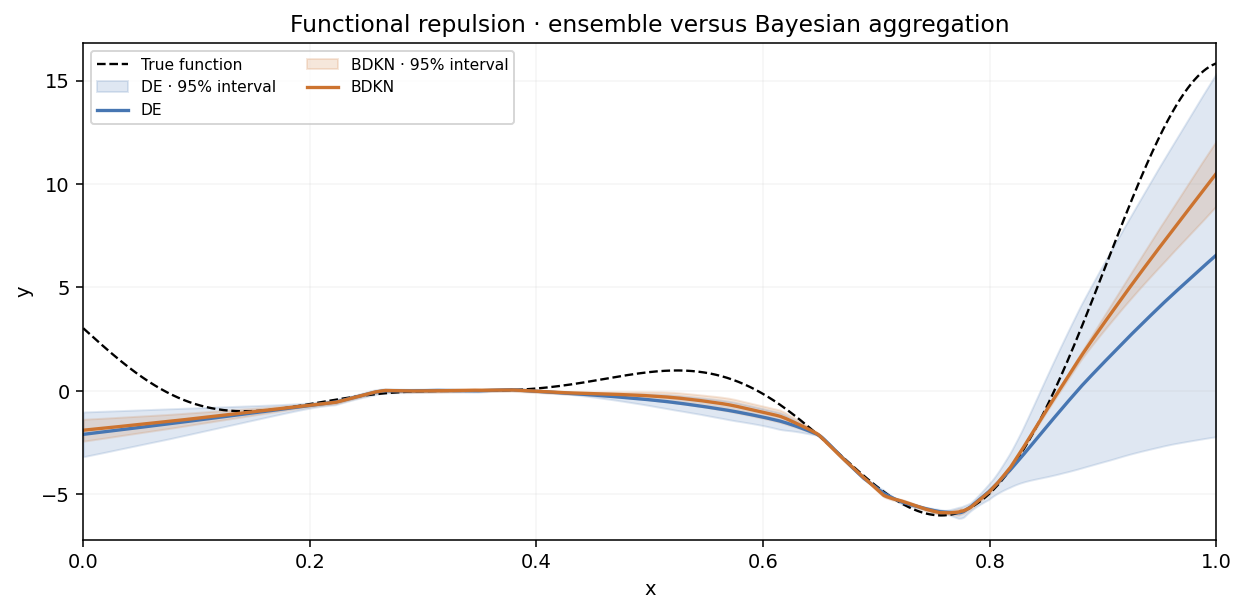 Functional repulsion · ensemble versus Bayesian aggregation
True function
DE · 95% interval
DE
BDKN · 95% interval
BDKN
15
10
5
0
−5
y
0.0
0.2
0.4
0.6
0.8
1.0
x